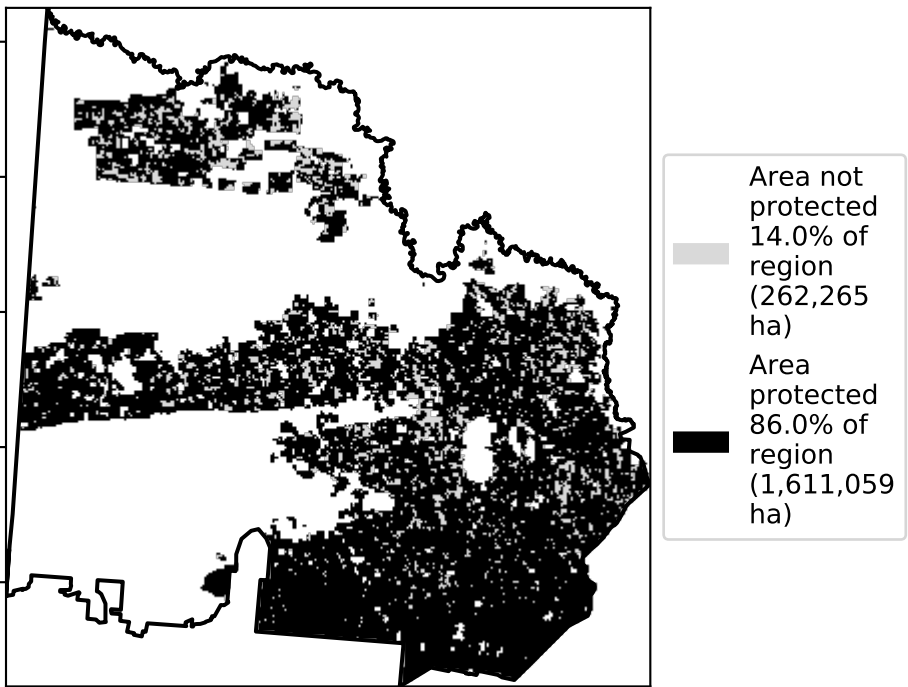 Area not
protected
14.0% of
region
(262,265
ha)
Area
protected
86.0% of
region
(1,611,059
ha)